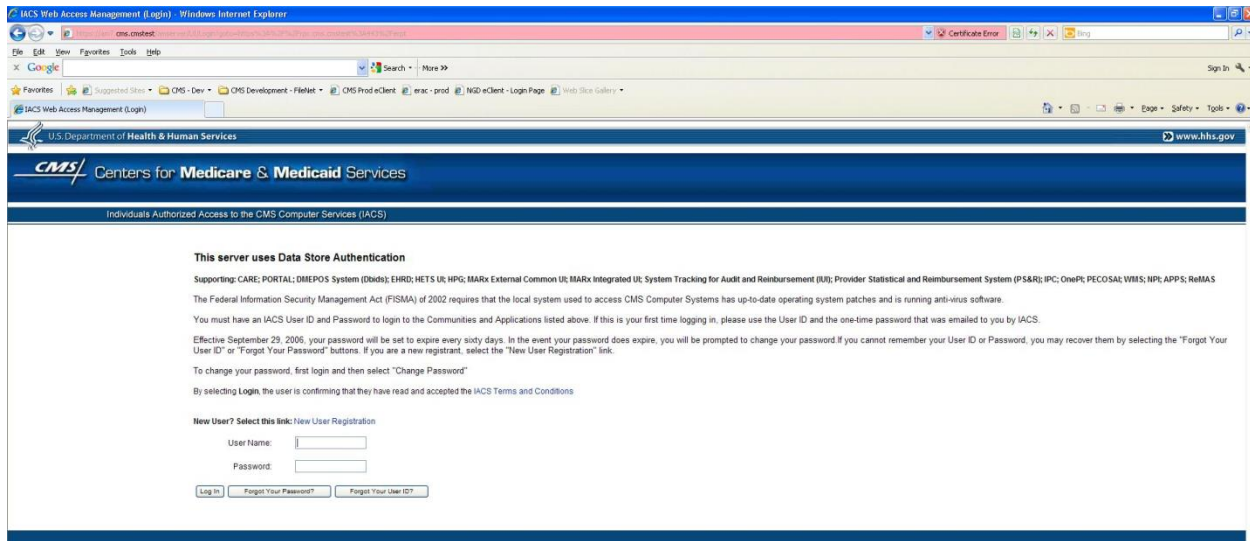 IACS Web Access Management (Login) - Windows Internet Explorer
cms.cmstest
Certificate Error
Bing
File Edit View Favorites Tools Help
x Google Search More »
Sign In
Favorites Suggested Sites CMS - Dev CMS Development - FileNet CMS Prod eClient erac - prod NGD eClient - Login Page Web Slice Gallery
IACS Web Access Management (Login)
Page Safety Tools
U.S. Department of Health & Human Services
www.hhs.gov
CMS/ Centers for Medicare & Medicaid Services
Individuals Authorized Access to the CMS Computer Services (IACS)
This server uses Data Store Authentication
Supporting: CARE; PORTAL; DMEPOS System (Dbids); EHRD; HETS UI; HPG; MARx External Common UI; MARx Integrated UI; System Tracking for Audit and Reimbursement (IUI); Provider Statistical and Reimbursement System (PS&R); IPC; OnePI; PECOSAI; WMS; NPI; APPS; ReMAS
The Federal Information Security Management Act (FISMA) of 2002 requires that the local system used to access CMS Computer Systems has up-to-date operating system patches and is running anti-virus software.
You must have an IACS User ID and Password to login to the Communities and Applications listed above. If this is your first time logging in, please use the User ID and the one-time password that was emailed to you by IACS.
Effective September 29, 2006, your password will be set to expire every sixty days. In the event your password does expire, you will be prompted to change your password.If you cannot remember your User ID or Password, you may recover them by selecting the "Forgot Your
User ID" or "Forgot Your Password" buttons. If you are a new registrant, select the "New User Registration" link.
To change your password, first login and then select "Change Password"
By selecting Login, the user is confirming that they have read and accepted the IACS Terms and Conditions
New User? Select this link: New User Registration
User Name:
Password:
Log In Forgot Your Password? Forgot Your User ID?